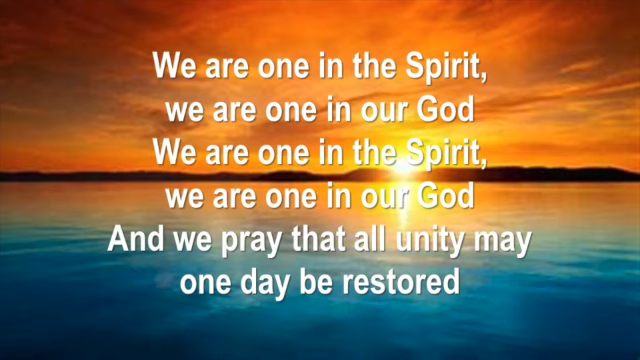 We are one in the Spirit,
we are one in our God
We are one in the Spirit,
we are one in our God
And we pray that all unity may
one day be restored